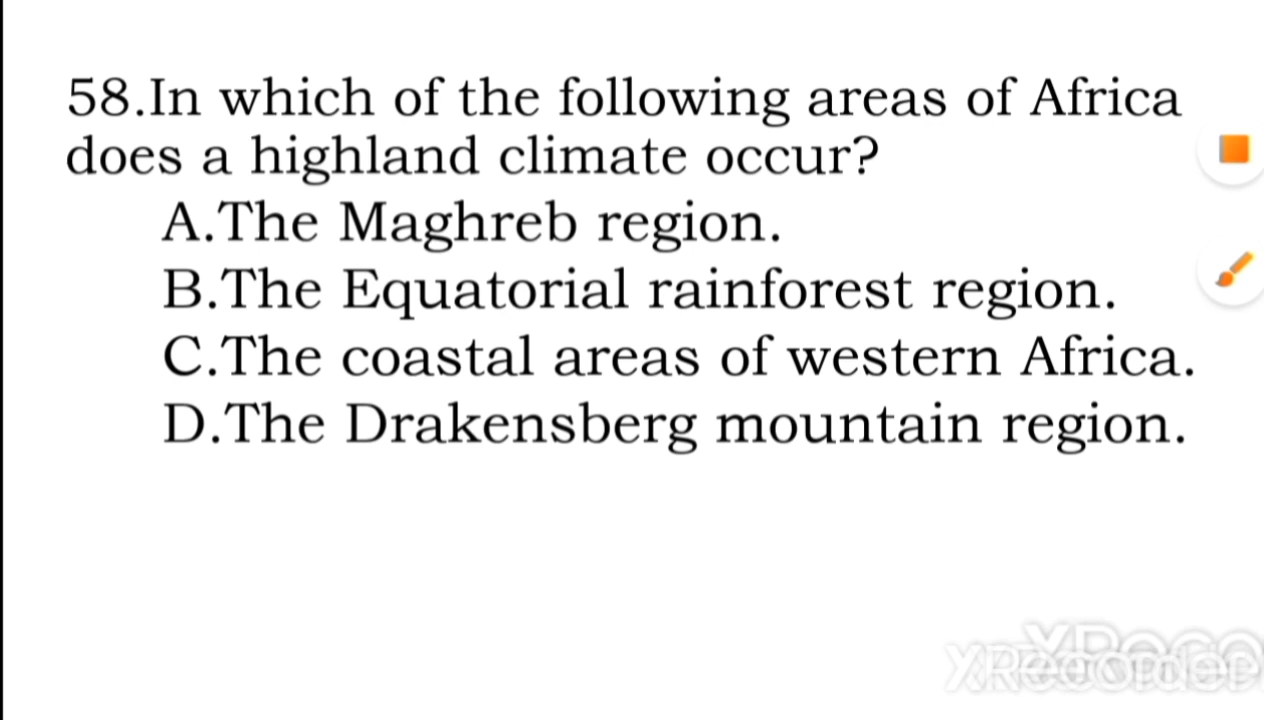 58.In which of the following areas of Africa
does a highland climate occur?
A.The Maghreb region.
B.The Equatorial rainforest region.
C.The coastal areas of western Africa.
D.The Drakensberg mountain region.
XRecorder